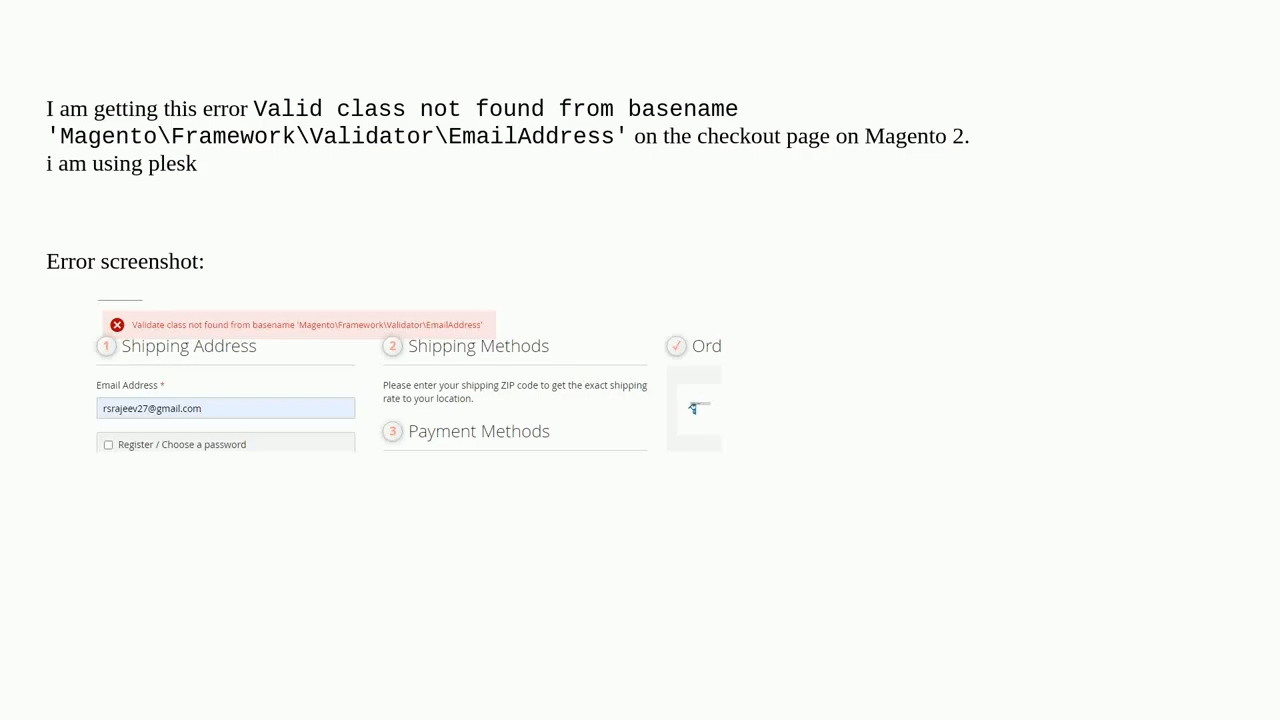 I am getting this error Valid class not found from basename
'Magento\Framework\Validator\EmailAddress' on the checkout page on Magento 2.
i am using plesk
Error screenshot:
Validate class not found from basename 'Magento\Framework\Validator\EmailAddress'
1 Shipping Address
2 Shipping Methods
✓ Ord
Email Address *
Please enter your shipping ZIP code to get the exact shipping
rate to your location.
rsrajeev27@gmail.com
3 Payment Methods
Register / Choose a password